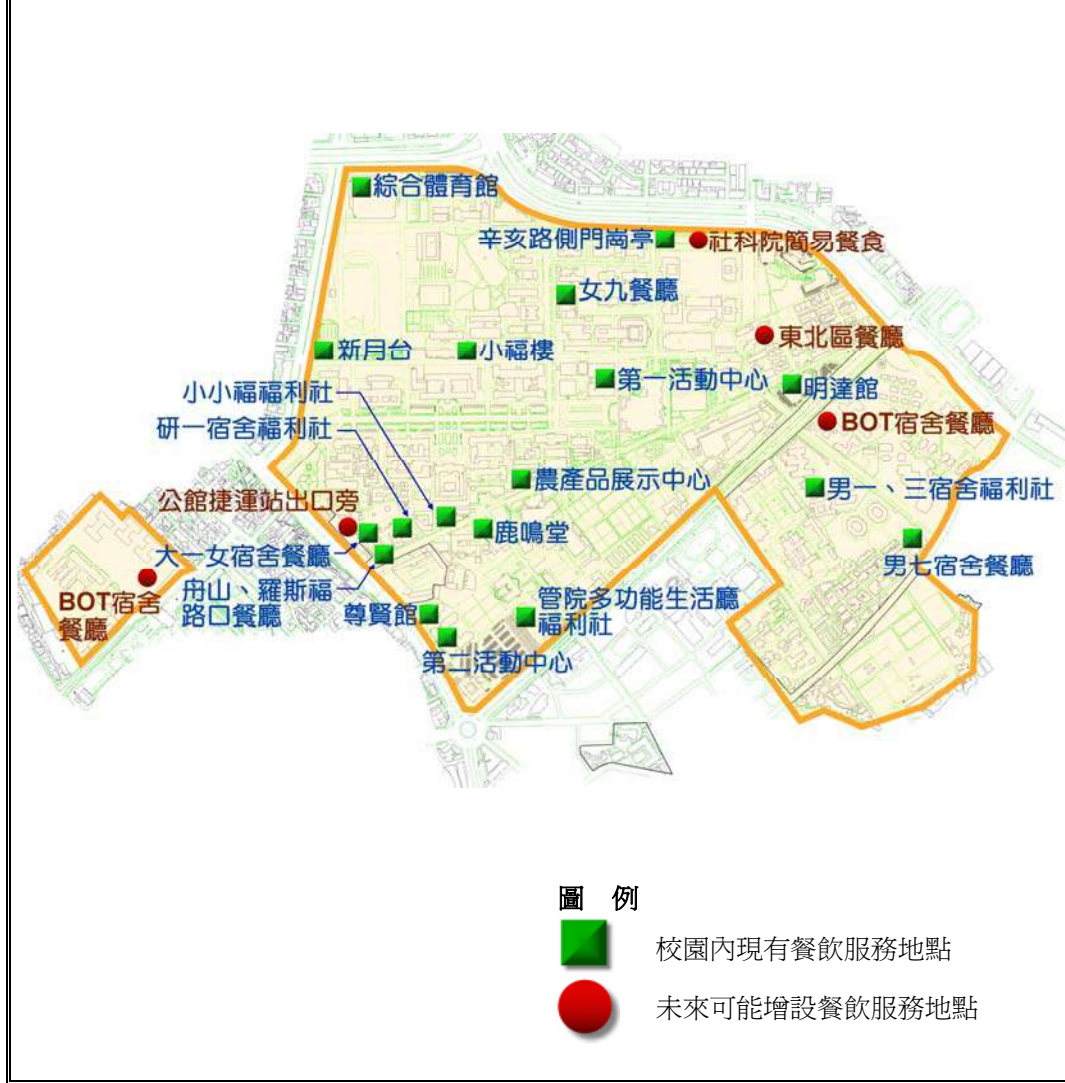 綜合體育館
辛亥路側門崗亭
社科院簡易餐食
女九餐廳
東北區餐廳
新月台
小福樓
第一活動中心
明達館
小小福福利社
研一宿舍福利社
BOT宿舍餐廳
農產品展示中心
男一、三宿舍福利社
公館捷運站出口旁
鹿鳴堂
大一女宿舍餐廳
男七宿舍餐廳
舟山、羅斯福
路口餐廳
BOT宿舍
餐廳
尊賢館
管院多功能生活廳
福利社
第二活動中心
圖 例
校園內現有餐飲服務地點
未來可能增設餐飲服務地點